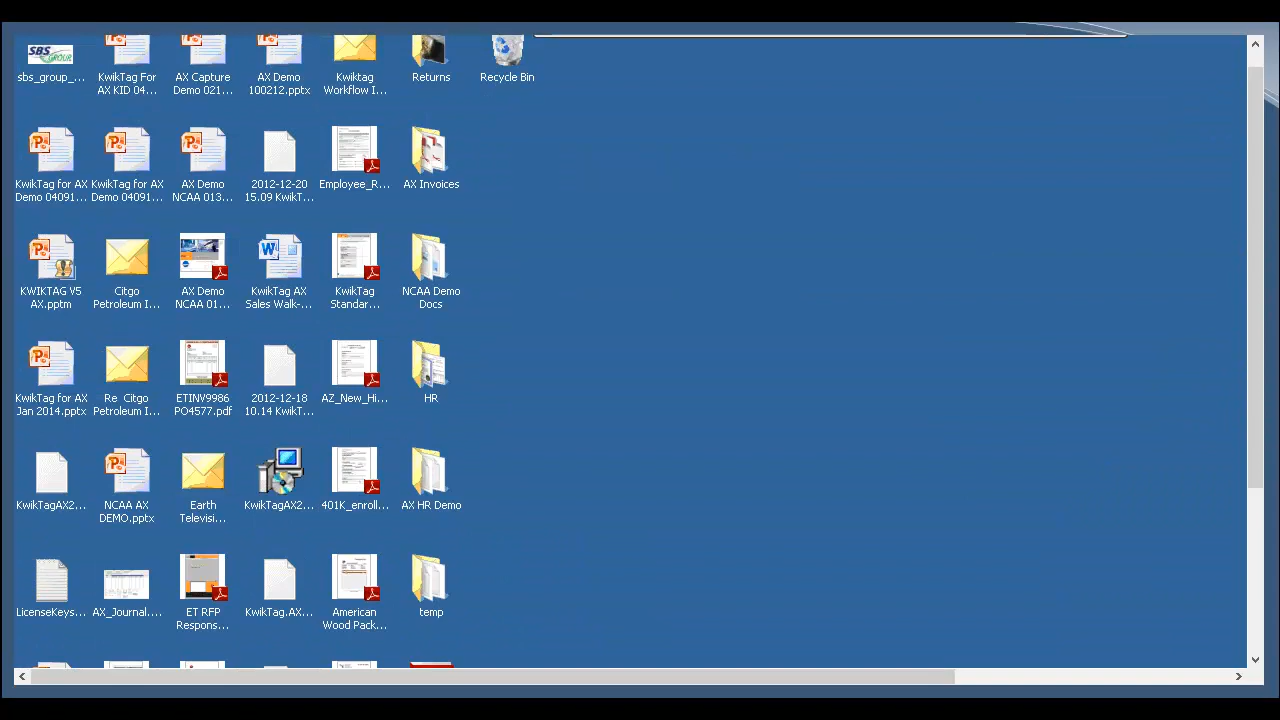 SBS
GROUP
sbs_group_...
KwikTag For
AX KID 04...
AX Capture
Demo 021...
AX Demo
100212.pptx
Kwiktag
Workflow I...
Returns
Recycle Bin
KwikTag for AX
Demo 04091...
KwikTag for AX
Demo 04091...
AX Demo
NCAA 013...
2012-12-20
15.09 KwikT...
Employee_R...
AX Invoices
KWIKTAG V5
AX.pptm
Citgo
Petroleum I...
AX Demo
NCAA 01...
KwikTag AX
Sales Walk-...
KwikTag
Standar...
NCAA Demo
Docs
KwikTag for AX
Jan 2014.pptx
Re Citgo
Petroleum I...
ETINV9986
PO4577.pdf
2012-12-18
10.14 KwikT...
AZ_New_Hi...
HR
KwikTagAX2...
NCAA AX
DEMO.pptx
Earth
Televisi...
KwikTagAX2...
401K_enroll...
AX HR Demo
LicenseKeys...
AX_Journal....
ET RFP
Respons...
KwikTag.AX...
American
Wood Pack...
temp